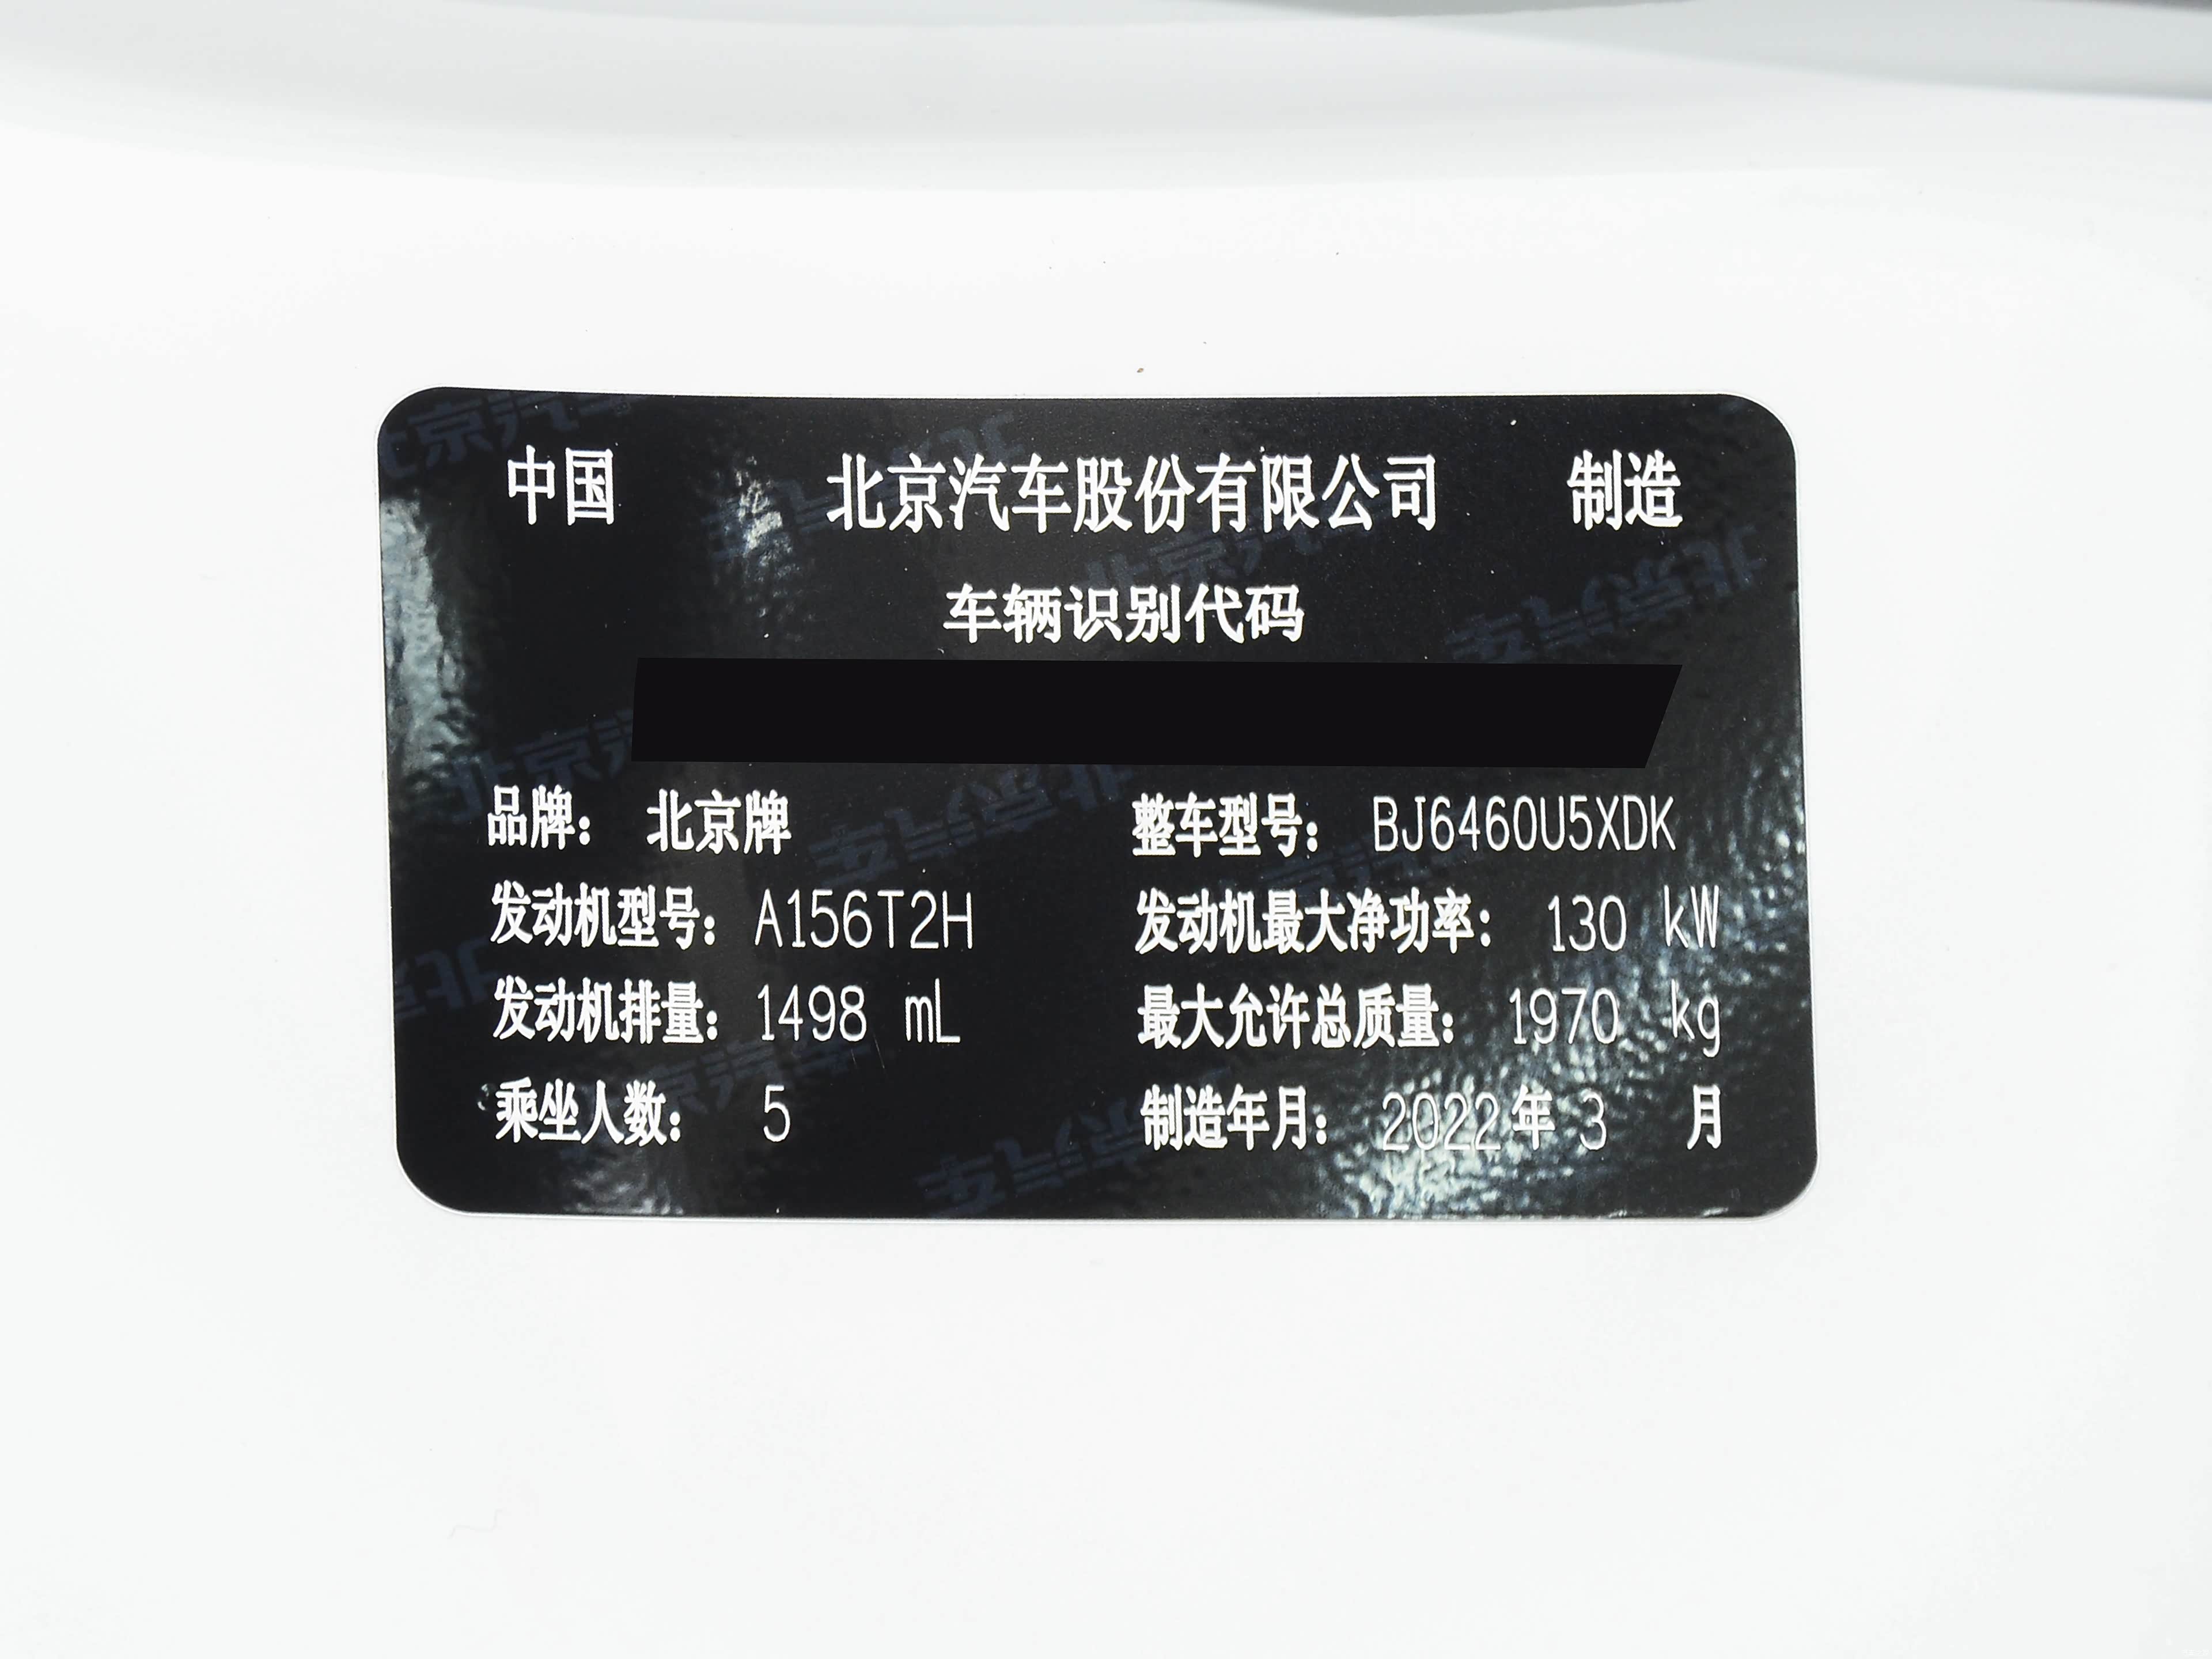 中国 北京汽车股份有限公司 制造
车辆识别代码
品牌： 北京牌 整车型号： BJ6460U5XDK
发动机型号： A156T2H 发动机最大净功率： 130 kW
发动机排量： 1498 mL 最大允许总质量： 1970 kg
乘坐人数： 5 制造年月： 2022年 3 月